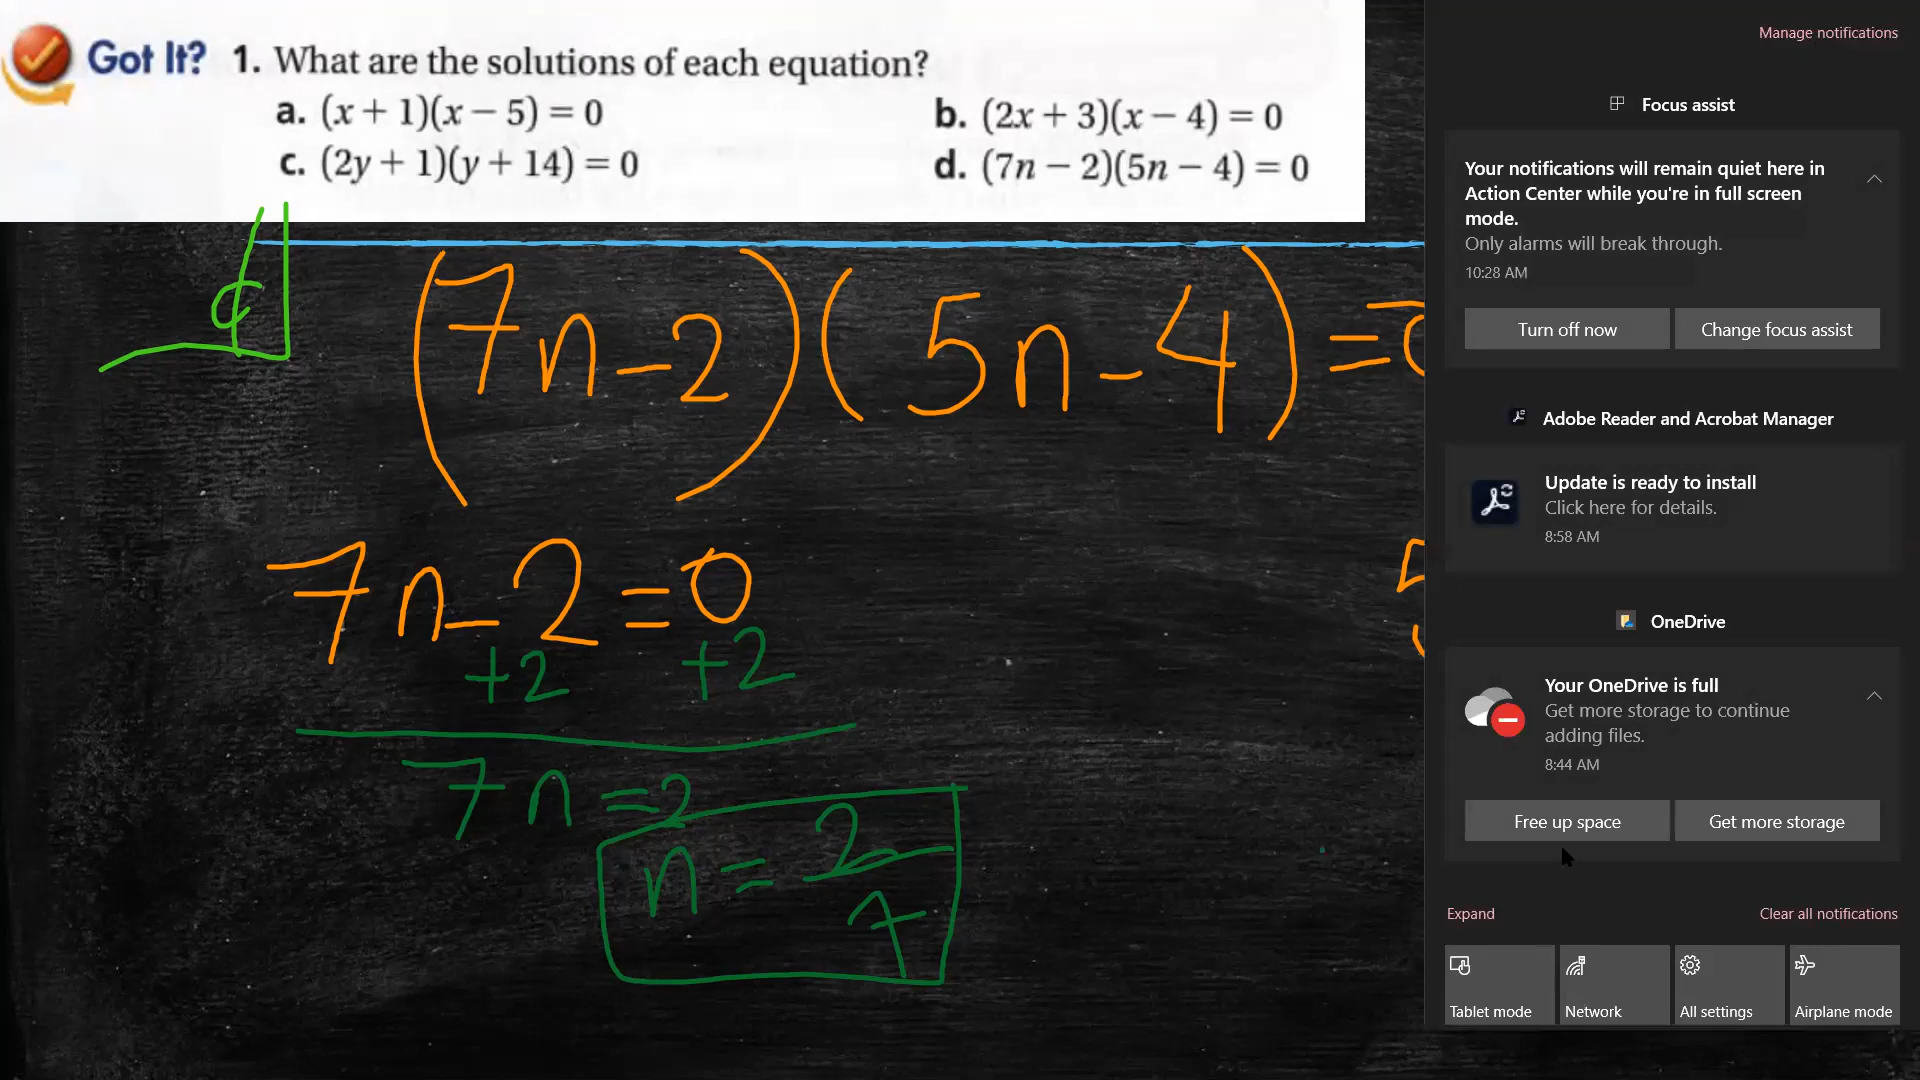 Got It? 1. What are the solutions of each equation?
a. (x + 1)(x − 5) = 0
b. (2x + 3)(x − 4) = 0
c. (2y + 1)(y + 14) = 0
d. (7n − 2)(5n − 4) = 0
d
(7n-2)(5n-4)=0
7n-2=0
+2 +2
7n=2
n=2/7
Manage notifications
Focus assist
Your notifications will remain quiet here in
Action Center while you're in full screen
mode.
Only alarms will break through.
10:28 AM
Turn off now
Change focus assist
Adobe Reader and Acrobat Manager
Update is ready to install
Click here for details.
8:58 AM
OneDrive
Your OneDrive is full
Get more storage to continue
adding files.
8:44 AM
Free up space
Get more storage
Expand
Clear all notifications
Tablet mode
Network
All settings
Airplane mode